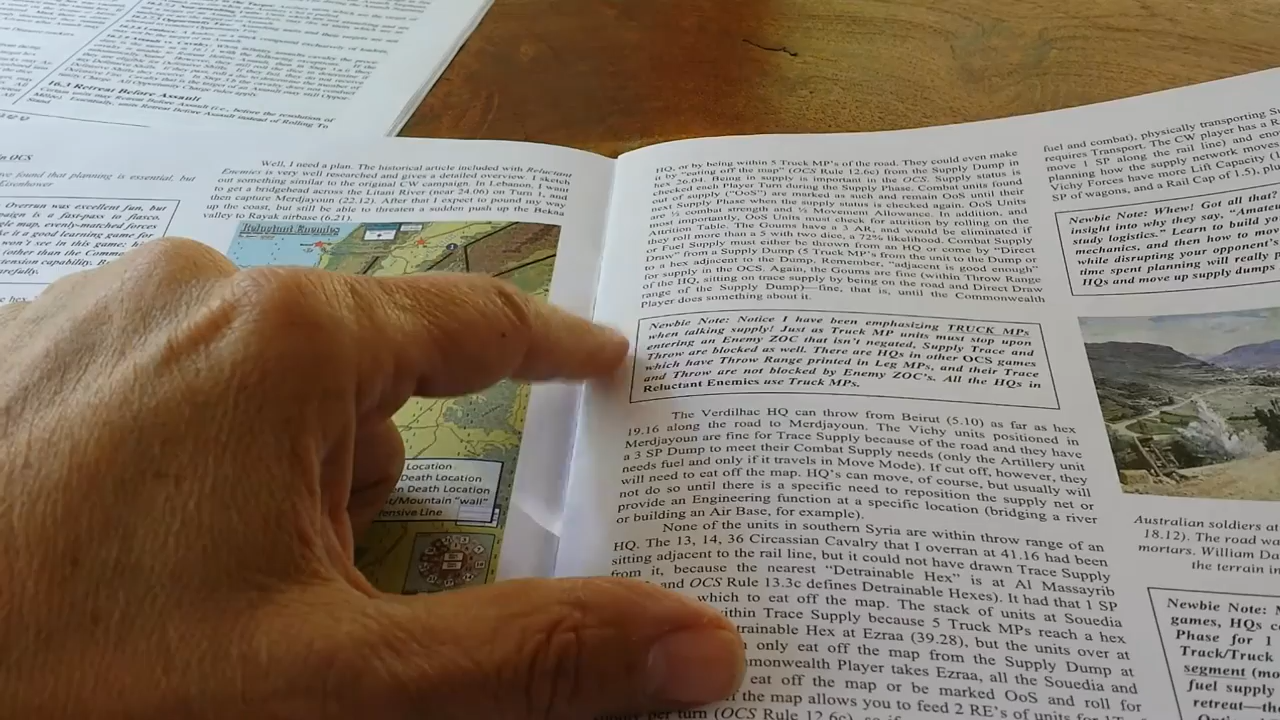 16.3 Retreat Before Assault
in OCS
ve found that planning is essential, but
Eisenhower
Overrun was excellent fun, but
paign is a fast-pass to fiasco.
gle map, evenly-matched forces
ke it a good learning game for
won't see in this game: hi
(other than the Commo
tension capability. Re
arefully.
Well, I need a plan. The historical article included with Reluctant
Enemies is very well researched and gives a detailed overview. I sketch
out something similar to the original CW campaign. In Lebanon, I want
to get a bridgehead across the Litani River (near 24.06) on Turn 1, and
then capture Merdjayoun (22.12). After that I expect to pound my way
up the coast, but still be able to threaten a sudden push up the Bekaa
valley to Rayak airbase (6.21).
Reluctant Enemies
Location
Death Location
en Death Location
st/Mountain "wall"
fensive Line
HQ, or by being within 5 Truck MP's of the road. They could even make
it by "eating off the map" (OCS Rule 12.6c) from the Supply Dump in
hex 26.04. Being in supply is important in the OCS. Supply status is
checked each Player Turn during the Supply Phase. Combat units found
out of supply ("OoS") are marked as such and remain OoS until their
next Supply Phase when the supply status is checked again. OoS Units
are ½ combat strength and ½ Movement Allowance. In addition, and
importantly, OoS Units must check for attrition by rolling on the
Attrition Table. The Goums have a 3 AR, and would be eliminated if
they roll more than a 5 with two dice, a 72% likelihood. Combat Supply
or Fuel Supply must either be thrown from an HQ or come by "Direct
Draw" from a Supply Dump (5 Truck MP's from the unit to the Dump or
to a hex adjacent to the Dump. Remember, "adjacent is good enough"
for supply in the OCS. Again, the Goums are fine (within Throw Range
of the HQ, sitting on trace supply by being on the road and Direct Draw
range of the Supply Dump)—fine, that is, until the Commonwealth
Player does something about it.
Newbie Note: Notice I have been emphasizing TRUCK MPs
when talking supply! Just as Truck MP units must stop upon
entering an Enemy ZOC that isn't negated, Supply Trace and
Throw are blocked as well. There are HQs in other OCS games
which have Throw Range printed in Leg MPs, and their Trace
and Throw are not blocked by Enemy ZOC's. All the HQs in
Reluctant Enemies use Truck MPs.
The Verdilhac HQ can throw from Beirut (5.10) as far as hex
19.16 along the road to Merdjayoun. The Vichy units positioned in
Merdjayoun are fine for Trace Supply because of the road and they have
a 3 SP Dump to meet their Combat Supply needs (only the Artillery unit
needs fuel and only if it travels in Move Mode). If cut off, however, they
will need to eat off the map. HQ's can move, of course, but usually will
not do so until there is a specific need to reposition the supply net or
provide an Engineering function at a specific location (bridging a river
or building an Air Base, for example).
None of the units in southern Syria are within throw range of an
HQ. The 13, 14, 36 Circassian Cavalry that I overran at 41.16 had been
sitting adjacent to the rail line, but it could not have drawn Trace Supply
from it, because the nearest "Detrainable Hex" is at Al Massayrib
and OCS Rule 13.3c defines Detrainable Hexes). It had that 1 SP
which to eat off the map. The stack of units at Soueida
ithin Trace Supply because 5 Truck MPs reach a hex
trainable Hex at Ezraa (39.28), but the units over at
only eat off the map from the Supply Dump at
mmonwealth Player takes Ezraa, all the Souedia and
eat off the map or be marked OoS and roll for
f the map allows you to feed 2 RE's of units for
per turn (OCS Rule 12.6c)
fuel and combat), physically transporting S
requires Transport. The CW player has a R
move 1 SP along the rail line) and ene
planning how the supply network moves
Vichy Forces have more Lift Capacity (1
SP of wagons, and a Rail Cap of 1.5), plu
Newbie Note: Whew! Got all that?
insight into why they say, "Amateu
study logistics." Learn to build yo
mechanics, and then how to move
while disrupting your opponent's
time spent planning will really p
HQs and move up supply dumps
Australian soldiers at
18.12). The road wa
mortars. William Da
the terrain in
Newbie Note: M
games, HQs c
Phase for 1
Track/Truck
segment (mo
fuel supply
retreat—the